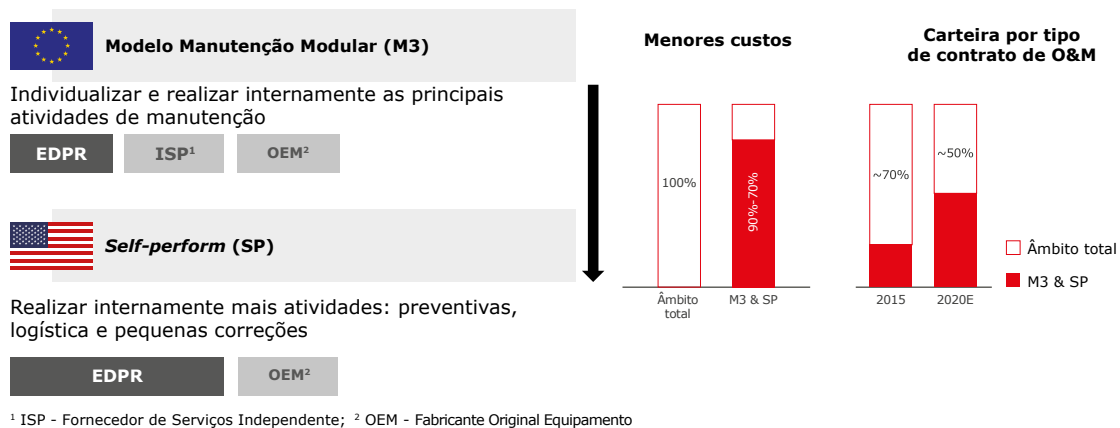 Modelo Manutenção Modular (M3)
Individualizar e realizar internamente as principais
atividades de manutenção
EDPR
ISP¹
OEM²
Self-perform (SP)
Realizar internamente mais atividades: preventivas,
logística e pequenas correções
EDPR
OEM²
Menores custos
100%
90%-70%
Âmbito
total
M3 & SP
Carteira por tipo
de contrato de O&M
~70%
~50%
2015
2020E
Âmbito total
M3 & SP
¹ ISP - Fornecedor de Serviços Independente; ² OEM - Fabricante Original Equipamento